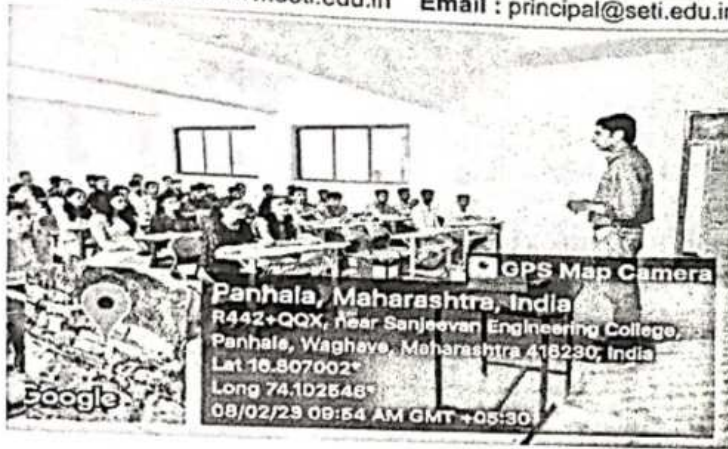 Email : principal@seti.edu.in
GPS Map Camera
Panhala, Maharashtra, India
R442+QQX, near Sanjeevan Engineering College,
Panhala, Waghave, Maharashtra 416230, India
Lat 16.807002°
Long 74.102546°
08/02/23 09:54 AM GMT +05:30
Google